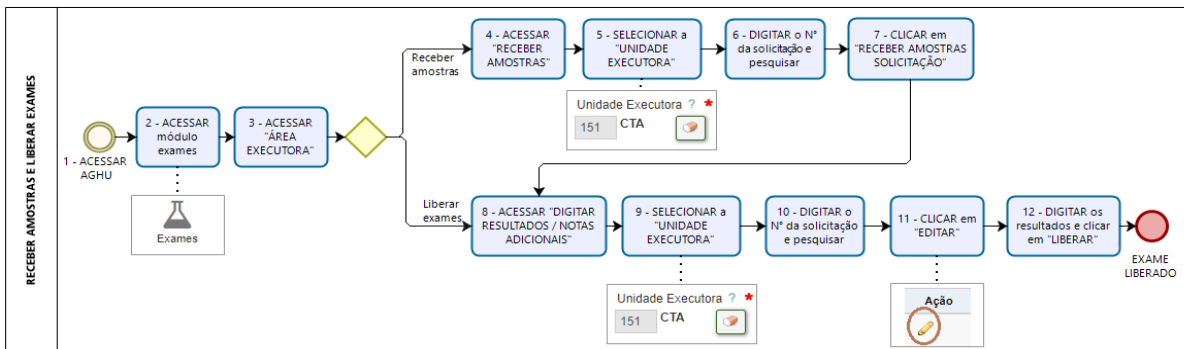 RECEBER AMOSTRAS E LIBERAR EXAMES
1 - ACESSAR
AGHU
2 - ACESSAR
módulo
exames
Exames
3 - ACESSAR
"ÁREA
EXECUTORA"
Receber
amostras
4 - ACESSAR
"RECEBER
AMOSTRAS"
5 - SELECIONAR a
"UNIDADE
EXECUTORA"
Unidade Executora ? *
151 CTA
6 - DIGITAR o N°
da solicitação e
pesquisar
7 - CLICAR em
"RECEBER AMOSTRAS
SOLICITAÇÃO"
Liberar
exames
8 - ACESSAR "DIGITAR
RESULTADOS / NOTAS
ADICIONAIS"
9 - SELECIONAR a
"UNIDADE
EXECUTORA"
Unidade Executora ? *
151 CTA
10 - DIGITAR o
N° da solicitação
e pesquisar
11 - CLICAR em
"EDITAR"
Ação
12 - DIGITAR os
resultados e clicar
em "LIBERAR"
EXAME
LIBERADO